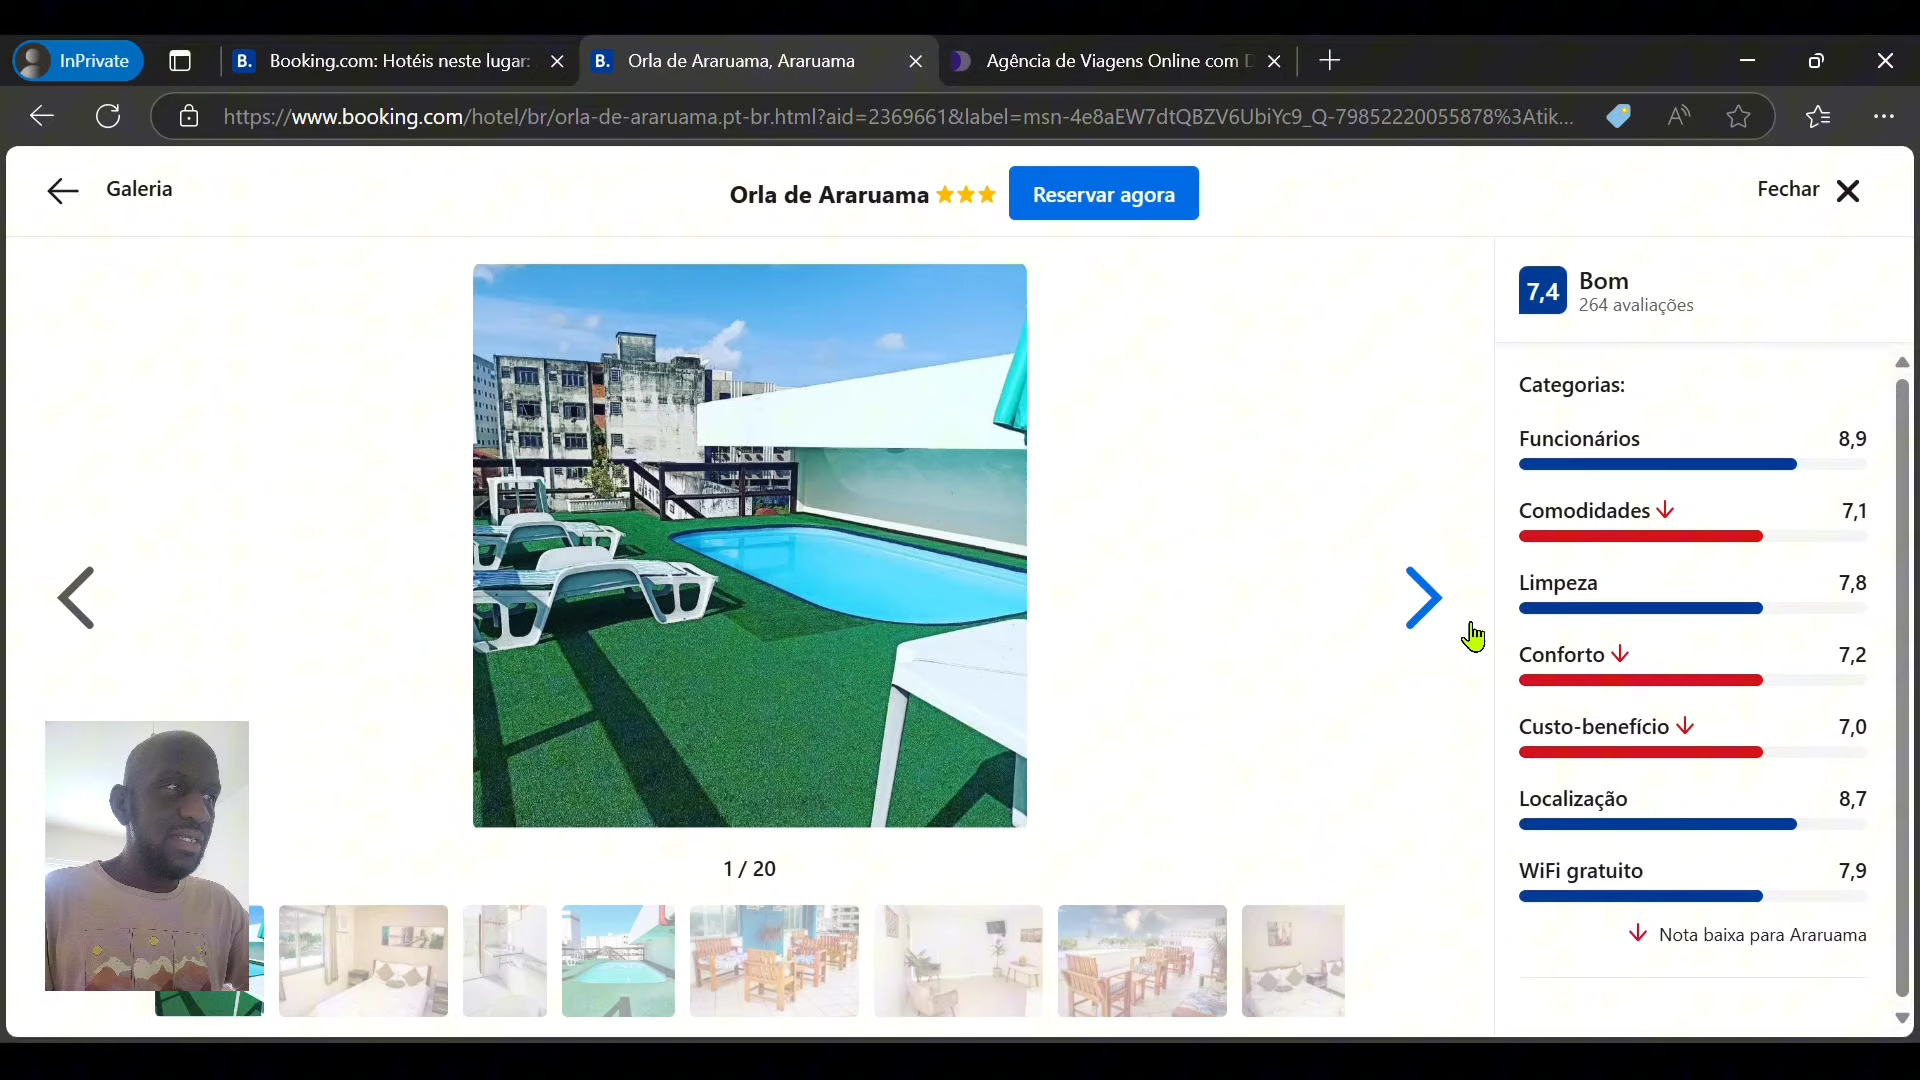 InPrivate
B. Booking.com: Hotéis neste lugar:
B. Orla de Araruama, Araruama
Agência de Viagens Online com D
https://www.booking.com/hotel/br/orla-de-araruama.pt-br.html?aid=2369661&label=msn-4e8aEW7dtQBZV6UbiYc9_Q-79852220055878%3Atik...
Galeria
Orla de Araruama
Reservar agora
Fechar
7,4
Bom
264 avaliações
Categorias:
Funcionários 8,9
Comodidades 7,1
Limpeza 7,8
Conforto 7,2
Custo-benefício 7,0
Localização 8,7
WiFi gratuito 7,9
Nota baixa para Araruama
1 / 20